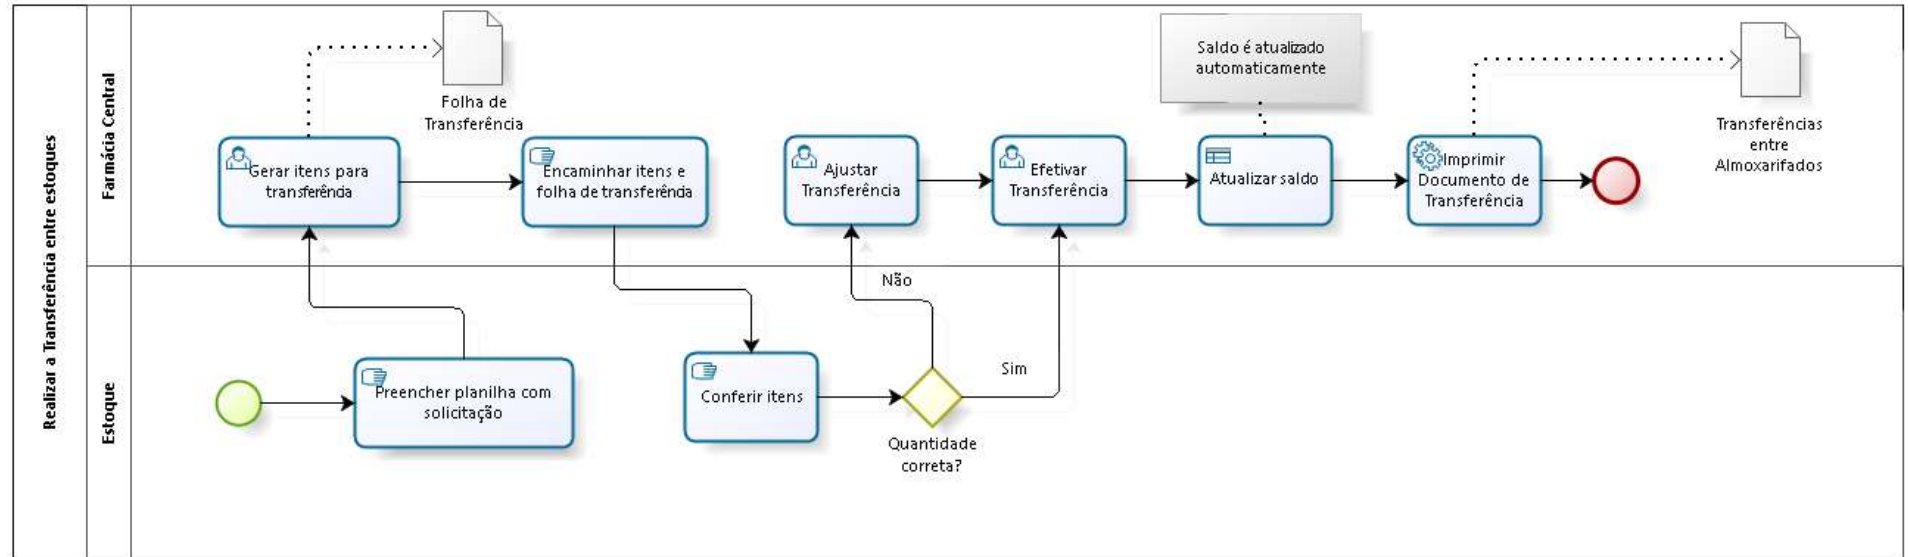 Realizar a Transferência entre estoques
Farmácia Central
Folha de
Transferência
Saldo é atualizado
automaticamente
Transferências
entre
Almoxarifados
Gerar itens para
transferência
Encaminhar itens e
folha de transferência
Ajustar
Transferência
Efetivar
Transferência
Atualizar saldo
Imprimir
Documento de
Transferência
Estoque
Preencher planilha com
solicitação
Conferir itens
Não
Sim
Quantidade
correta?